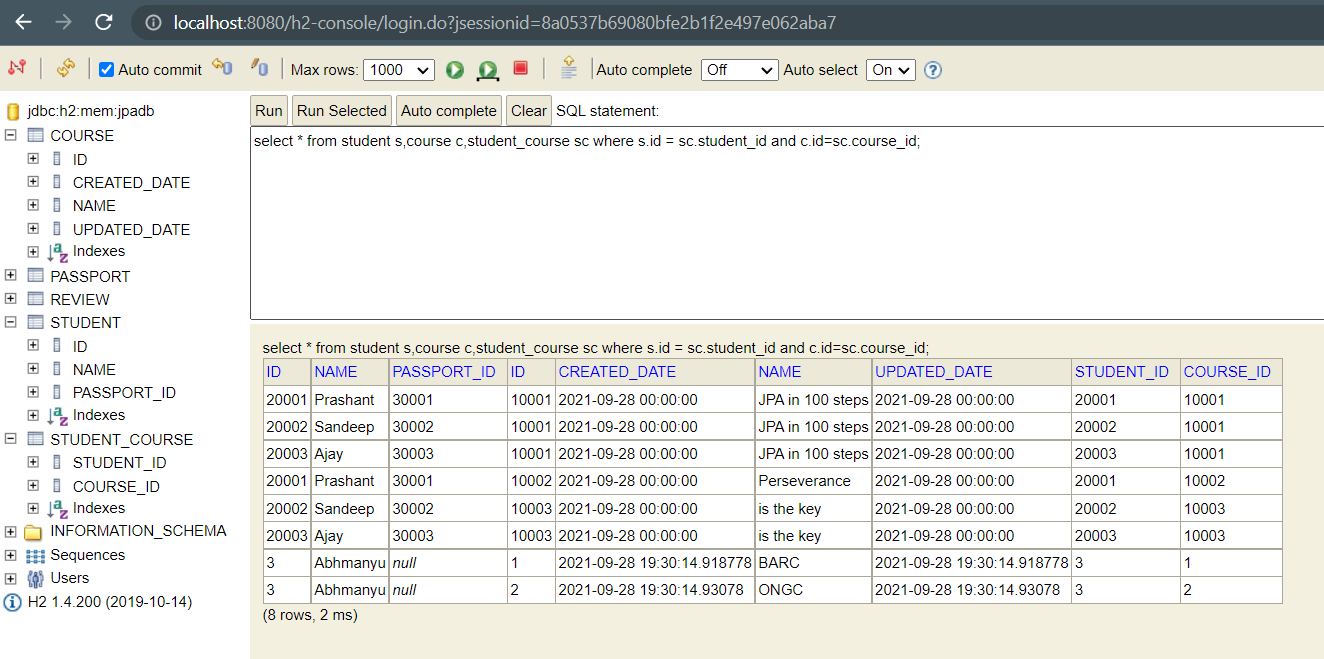 localhost:8080/h2-console/login.do?jsessionid=8a0537b69080bfe2b1f2e497e062aba7
Auto commit Max rows: 1000 Auto complete Off Auto select On ?
jdbc:h2:mem:jpadb
COURSE
ID
CREATED_DATE
NAME
UPDATED_DATE
Indexes
PASSPORT
REVIEW
STUDENT
ID
NAME
PASSPORT_ID
Indexes
STUDENT_COURSE
STUDENT_ID
COURSE_ID
Indexes
INFORMATION_SCHEMA
Sequences
Users
H2 1.4.200 (2019-10-14)
Run Run Selected Auto complete Clear SQL statement:
select * from student s,course c,student_course sc where s.id = sc.student_id and c.id=sc.course_id;
select * from student s,course c,student_course sc where s.id = sc.student_id and c.id=sc.course_id;
ID NAME PASSPORT_ID ID CREATED_DATE NAME UPDATED_DATE STUDENT_ID COURSE_ID
20001 Prashant 30001 10001 2021-09-28 00:00:00 JPA in 100 steps 2021-09-28 00:00:00 20001 10001
20002 Sandeep 30002 10001 2021-09-28 00:00:00 JPA in 100 steps 2021-09-28 00:00:00 20002 10001
20003 Ajay 30003 10001 2021-09-28 00:00:00 JPA in 100 steps 2021-09-28 00:00:00 20003 10001
20001 Prashant 30001 10002 2021-09-28 00:00:00 Perseverance 2021-09-28 00:00:00 20001 10002
20002 Sandeep 30002 10003 2021-09-28 00:00:00 is the key 2021-09-28 00:00:00 20002 10003
20003 Ajay 30003 10003 2021-09-28 00:00:00 is the key 2021-09-28 00:00:00 20003 10003
3 Abhmanyu null 1 2021-09-28 19:30:14.918778 BARC 2021-09-28 19:30:14.918778 3 1
3 Abhmanyu null 2 2021-09-28 19:30:14.93078 ONGC 2021-09-28 19:30:14.93078 3 2
(8 rows, 2 ms)